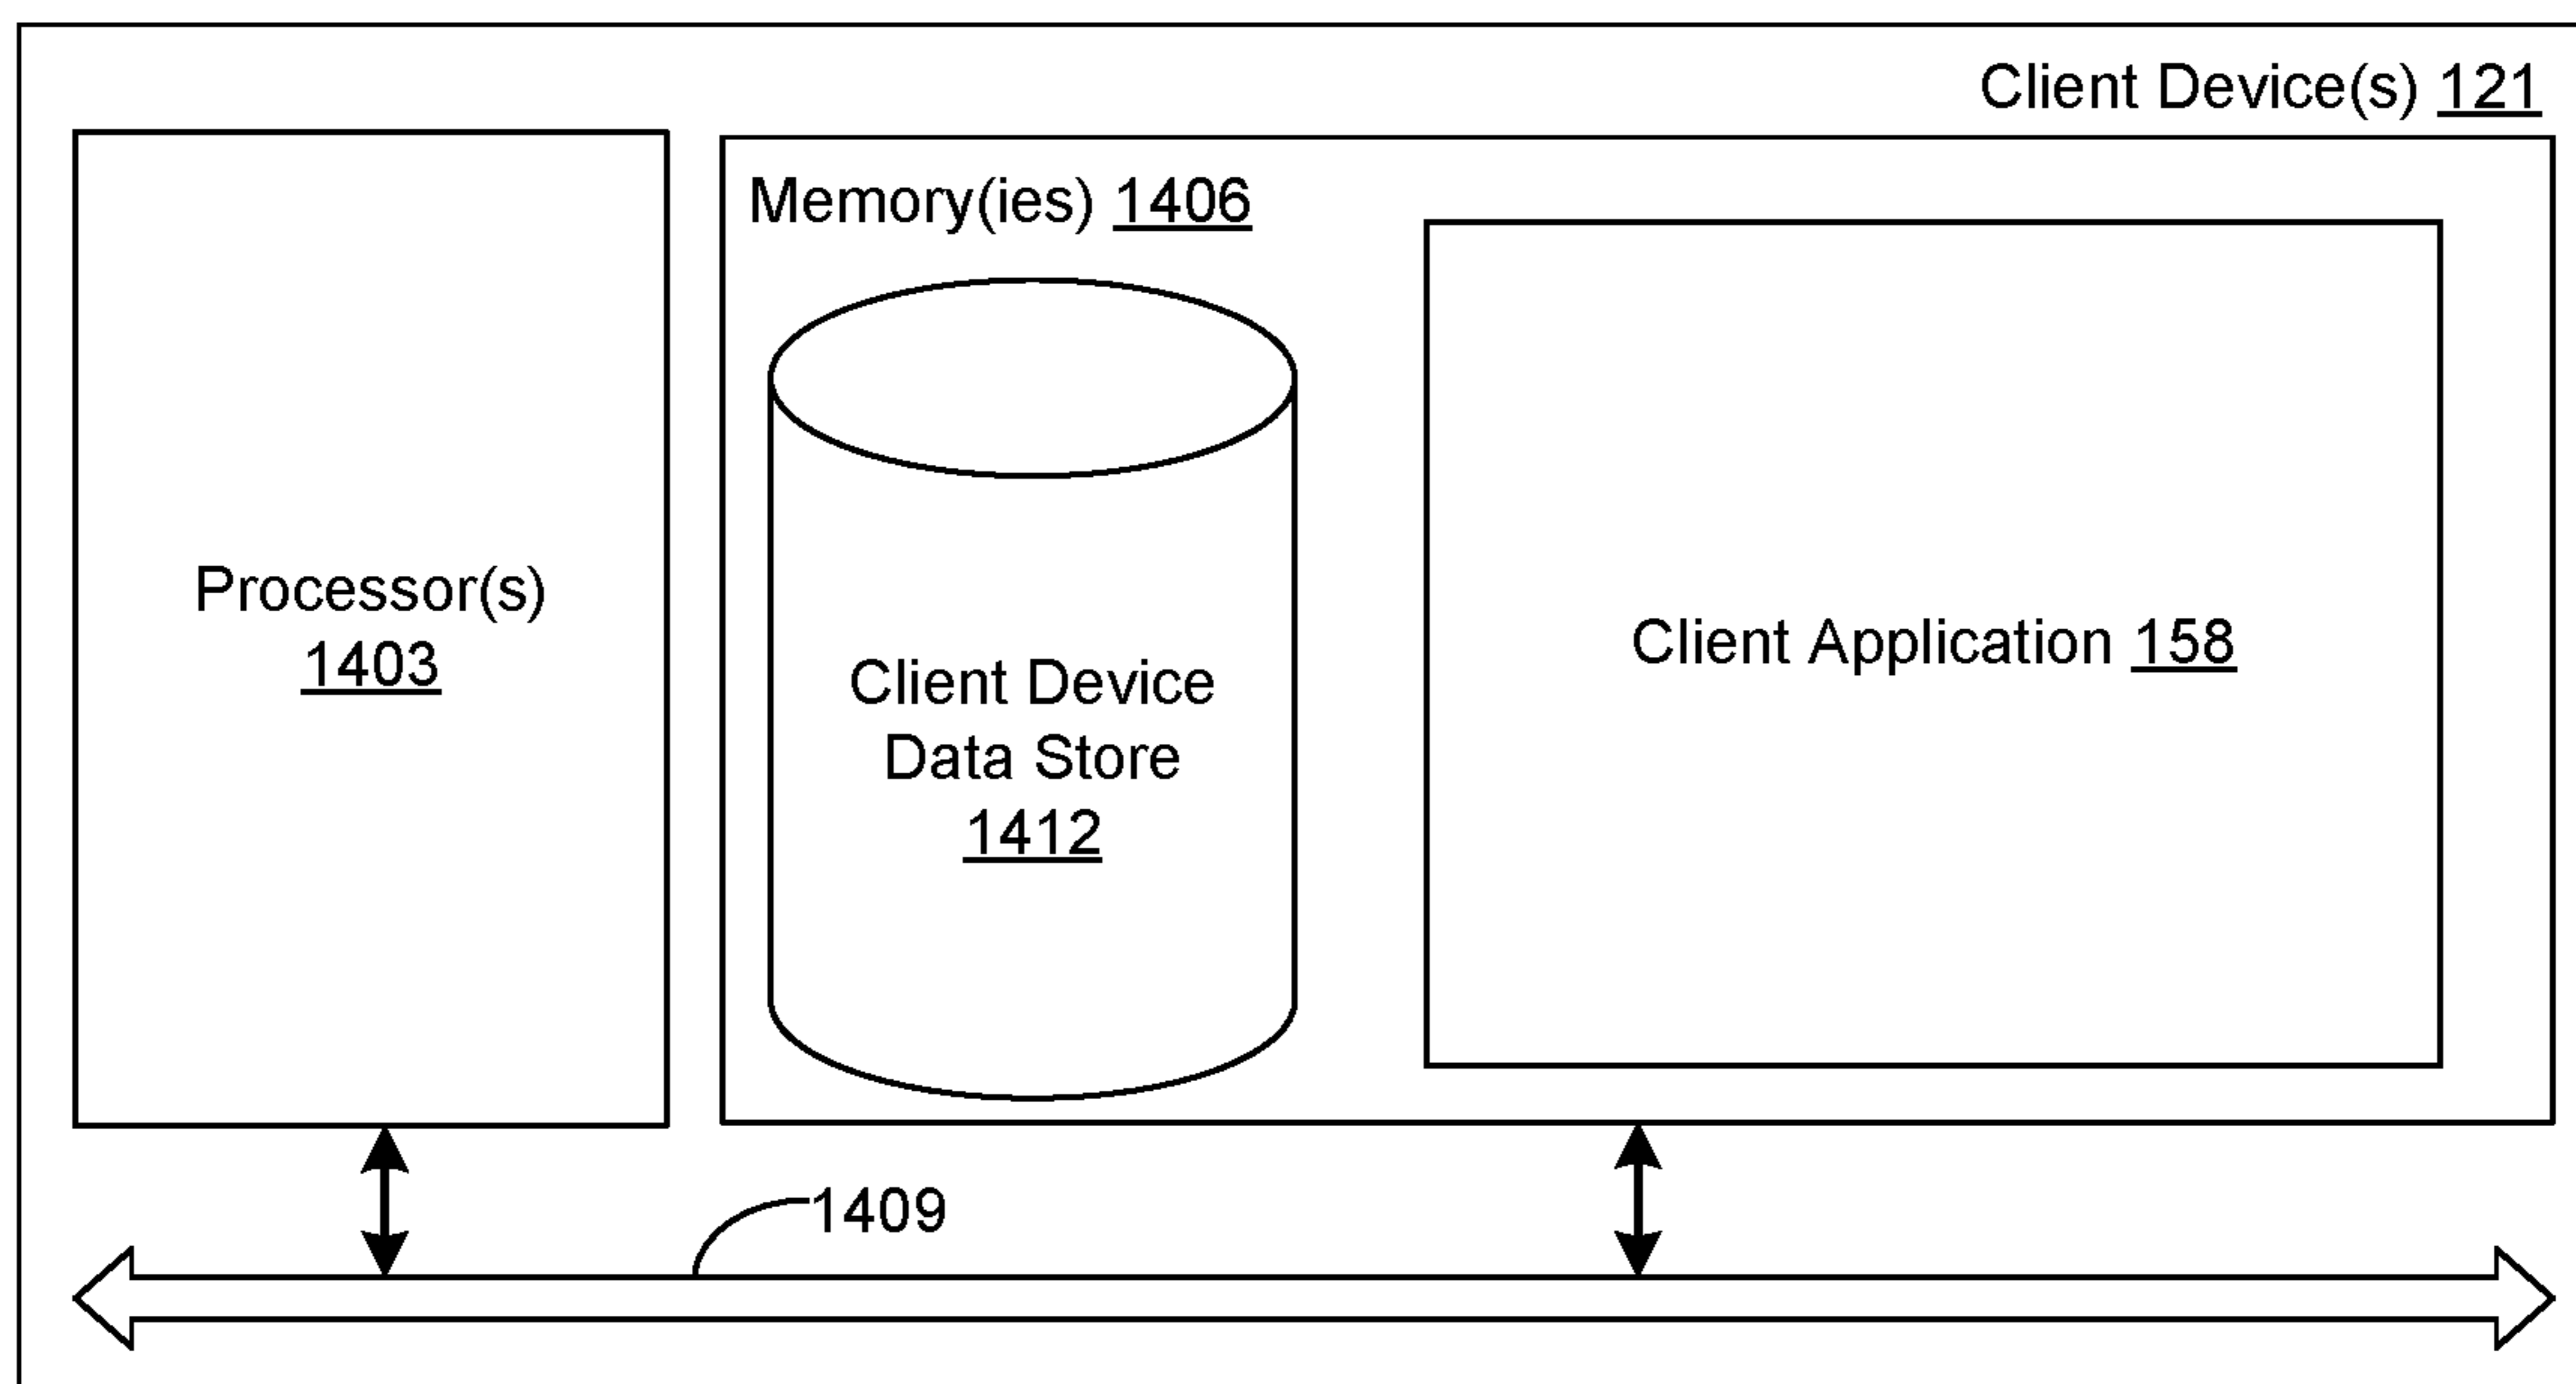 Client Device(s) 121
Memory(ies) 1406
Processor(s)
1403
Client Device
Data Store
1412
Client Application 158
1409